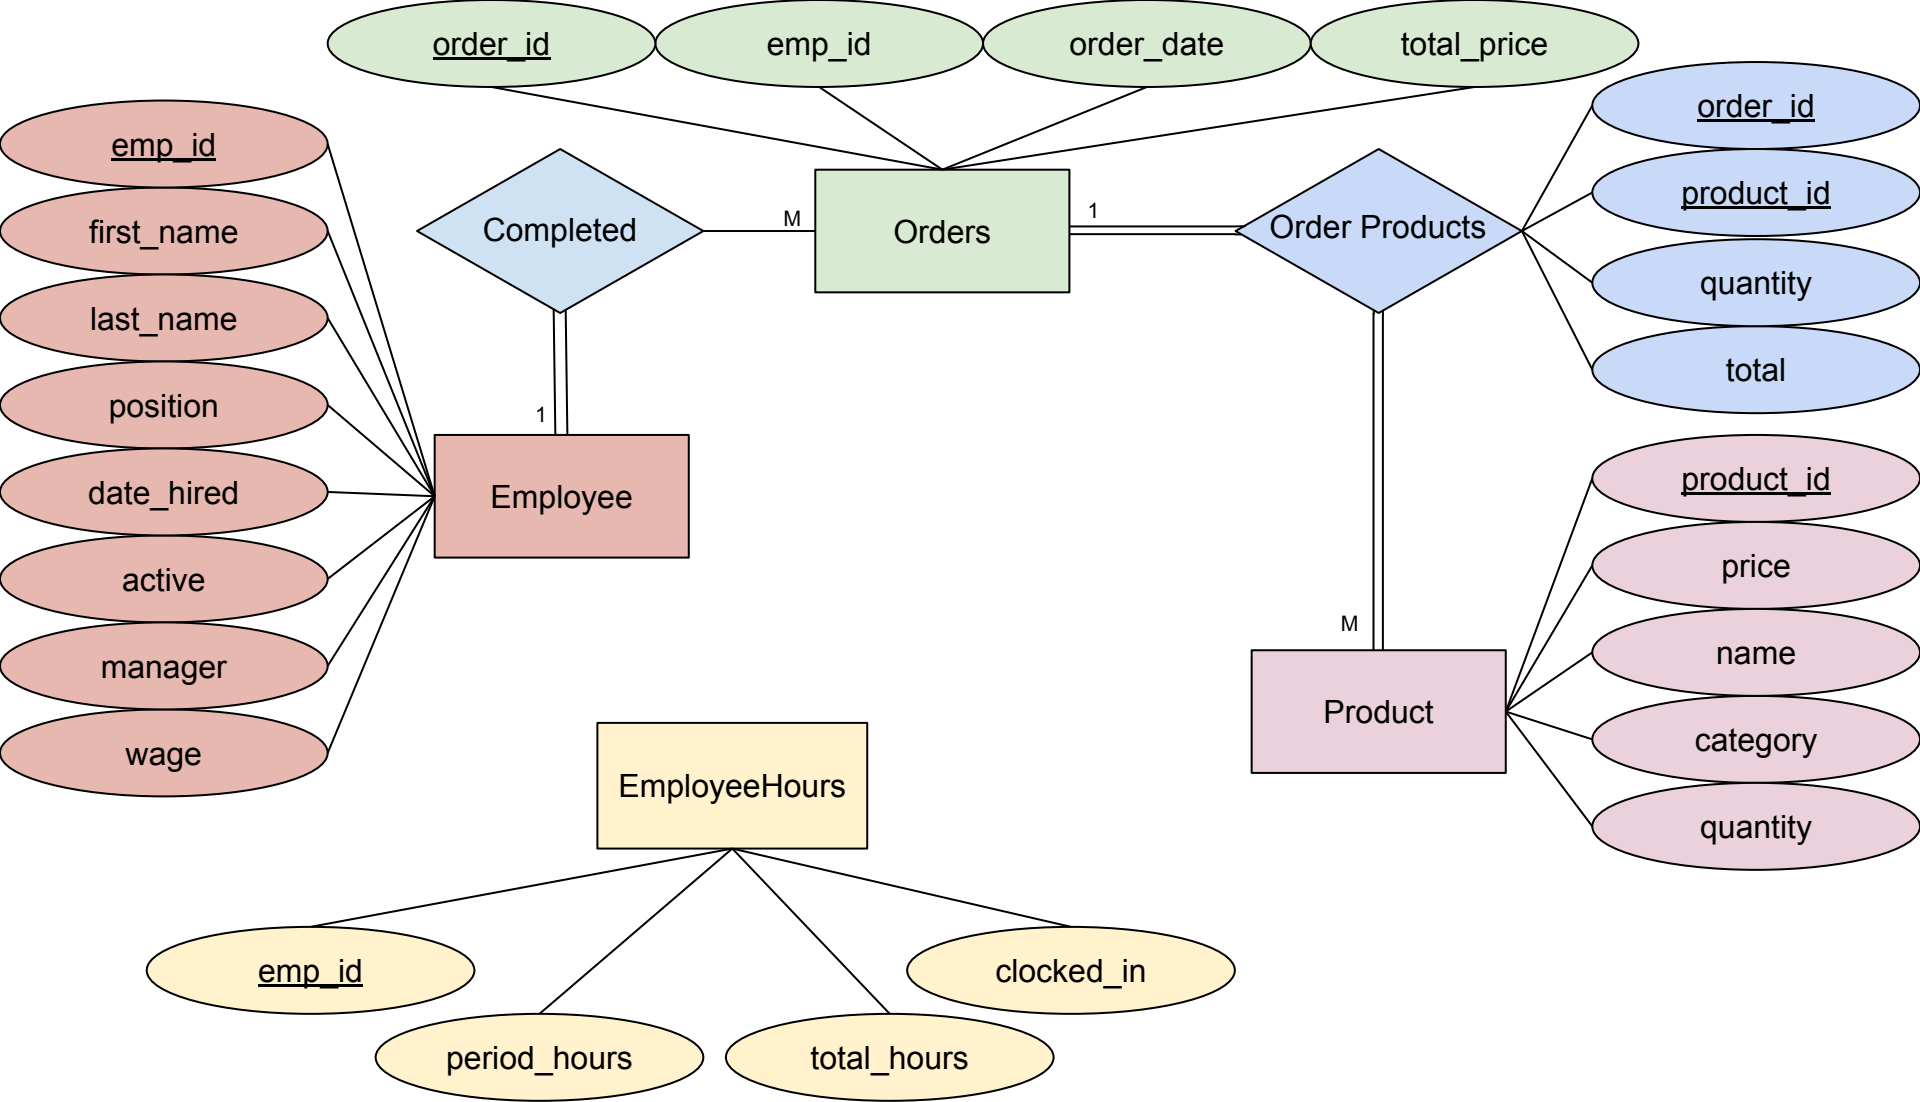 order_id
emp_id
order_date
total_price
order_id
product_id
quantity
total
emp_id
first_name
last_name
position
date_hired
active
manager
wage
Completed
M
Orders
1
Order Products
1
Employee
M
Product
product_id
price
name
category
quantity
EmployeeHours
emp_id
period_hours
total_hours
clocked_in